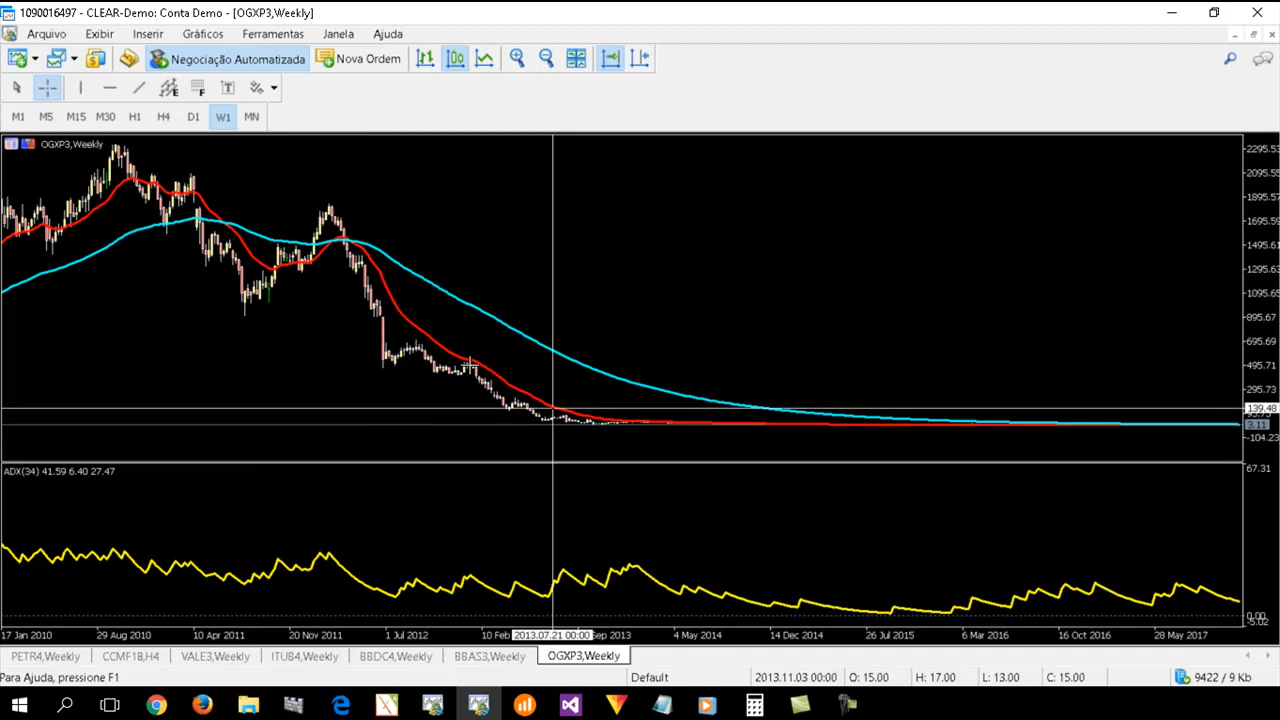 1090016497 - CLEAR-Demo: Conta Demo - [OGXP3,Weekly]
Arquivo Exibir Inserir Gráficos Ferramentas Janela Ajuda
Negociação Automatizada Nova Ordem
E F T
M1 M5 M15 M30 H1 H4 D1 W1 MN
OGXP3,Weekly
2295.53
2095.55
1895.57
1695.59
1495.61
1295.63
1095.65
895.67
695.69
495.71
295.73
139.48
3.11
-104.23
ADX(34) 41.59 6.40 27.47
67.31
0.00
-5.02
17 Jan 2010 29 Aug 2010 10 Apr 2011 20 Nov 2011 1 Jul 2012 10 Feb 2013.07.21 00:00 Sep 2013 4 May 2014 14 Dec 2014 26 Jul 2015 6 Mar 2016 16 Oct 2016 28 May 2017
PETR4,Weekly CCMF18,H4 VALE3,Weekly ITUB4,Weekly BBDC4,Weekly BBAS3,Weekly OGXP3,Weekly
Para Ajuda, pressione F1 Default 2013.11.03 00:00 O: 15.00 H: 17.00 L: 13.00 C: 15.00 9422 / 9 Kb